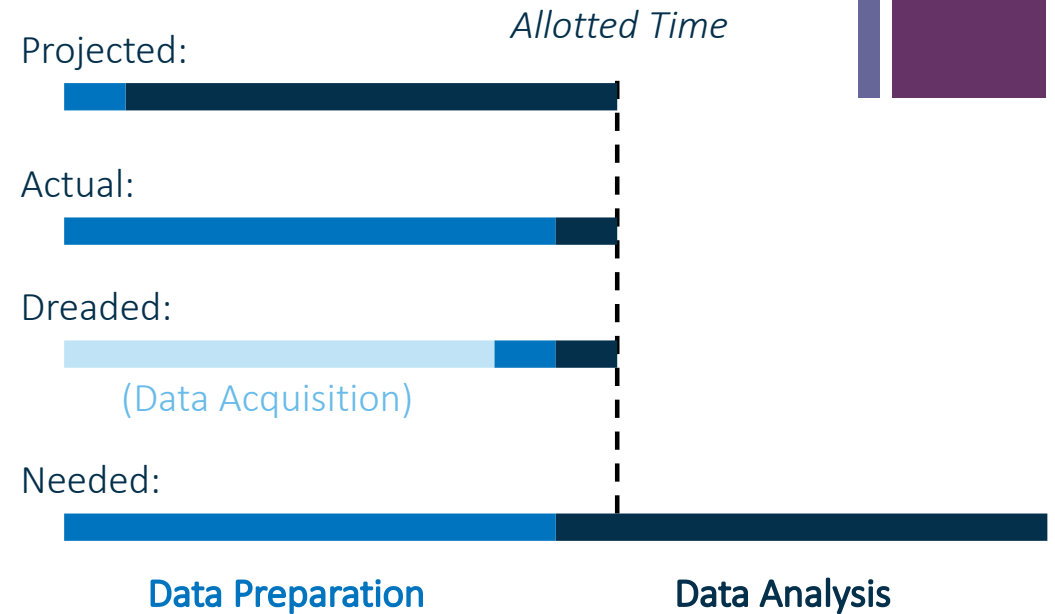 Allotted Time
Projected:
Actual:
Dreaded:
(Data Acquisition)
Needed:
Data Preparation
Data Analysis